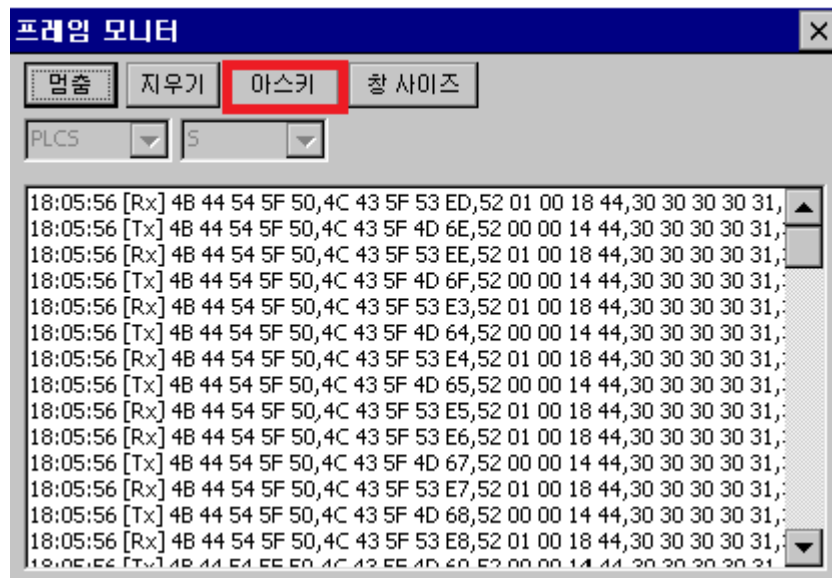 프레임 모니터
멈춤 지우기 아스키 창 사이즈
PLCS S
18:05:56 [Rx] 4B 44 54 5F 50,4C 43 5F 53 ED,52 01 00 18 44,30 30 30 30 31,
18:05:56 [Tx] 4B 44 54 5F 50,4C 43 5F 4D 6E,52 00 00 14 44,30 30 30 30 31,
18:05:56 [Rx] 4B 44 54 5F 50,4C 43 5F 53 EE,52 01 00 18 44,30 30 30 30 31,
18:05:56 [Tx] 4B 44 54 5F 50,4C 43 5F 4D 6F,52 00 00 14 44,30 30 30 30 31,
18:05:56 [Rx] 4B 44 54 5F 50,4C 43 5F 53 E3,52 01 00 18 44,30 30 30 30 31,
18:05:56 [Tx] 4B 44 54 5F 50,4C 43 5F 4D 64,52 00 00 14 44,30 30 30 30 31,
18:05:56 [Rx] 4B 44 54 5F 50,4C 43 5F 53 E4,52 01 00 18 44,30 30 30 30 31,
18:05:56 [Tx] 4B 44 54 5F 50,4C 43 5F 4D 65,52 00 00 14 44,30 30 30 30 31,
18:05:56 [Rx] 4B 44 54 5F 50,4C 43 5F 53 E5,52 01 00 18 44,30 30 30 30 31,
18:05:56 [Rx] 4B 44 54 5F 50,4C 43 5F 53 E6,52 01 00 18 44,30 30 30 30 31,
18:05:56 [Tx] 4B 44 54 5F 50,4C 43 5F 4D 67,52 00 00 14 44,30 30 30 30 31,
18:05:56 [Rx] 4B 44 54 5F 50,4C 43 5F 53 E7,52 01 00 18 44,30 30 30 30 31,
18:05:56 [Tx] 4B 44 54 5F 50,4C 43 5F 4D 68,52 00 00 14 44,30 30 30 30 31,
18:05:56 [Rx] 4B 44 54 5F 50,4C 43 5F 53 E8,52 01 00 18 44,30 30 30 30 31,